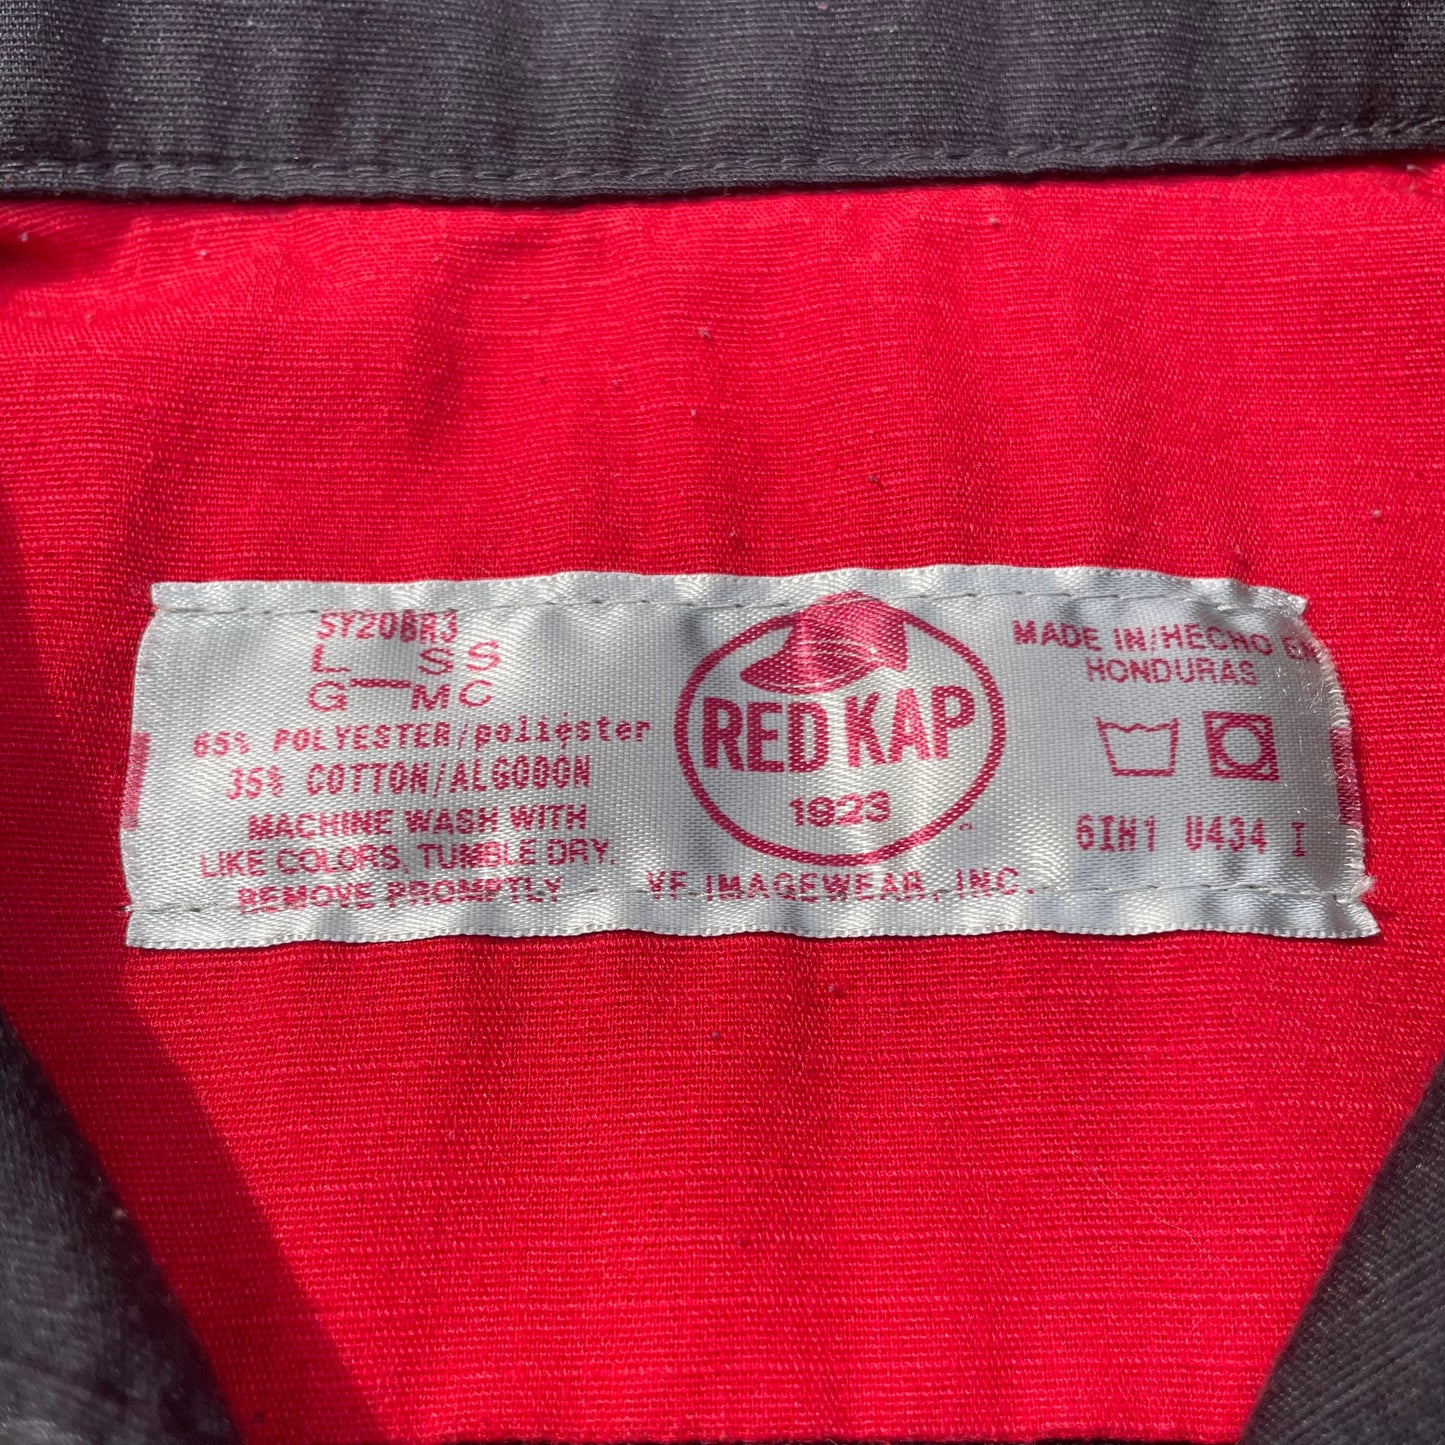 SY20BR3
L — SS
G — MC
65% POLYESTER/poliéster
35% COTTON/ALGODON
MACHINE WASH WITH
LIKE COLORS, TUMBLE DRY.
REMOVE PROMPTLY
RED KAP
1923
VF IMAGEWEAR, INC.
MADE IN/HECHO EN
HONDURAS
6IH1 U434 I